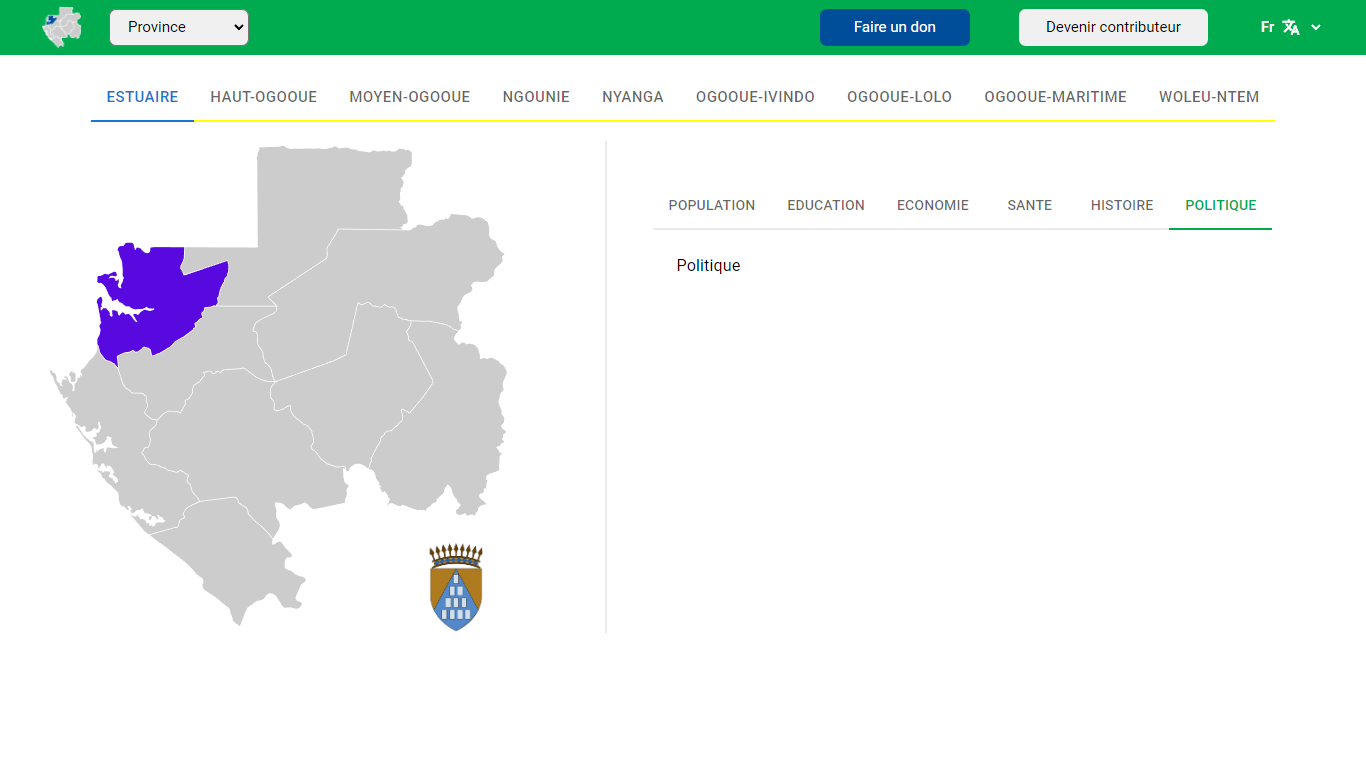 Province Faire un don Devenir contributeur Fr
ESTUAIRE HAUT-OGOOUE MOYEN-OGOOUE NGOUNIE NYANGA OGOOUE-IVINDO OGOOUE-LOLO OGOOUE-MARITIME WOLEU-NTEM
POPULATION EDUCATION ECONOMIE SANTE HISTOIRE POLITIQUE
Politique